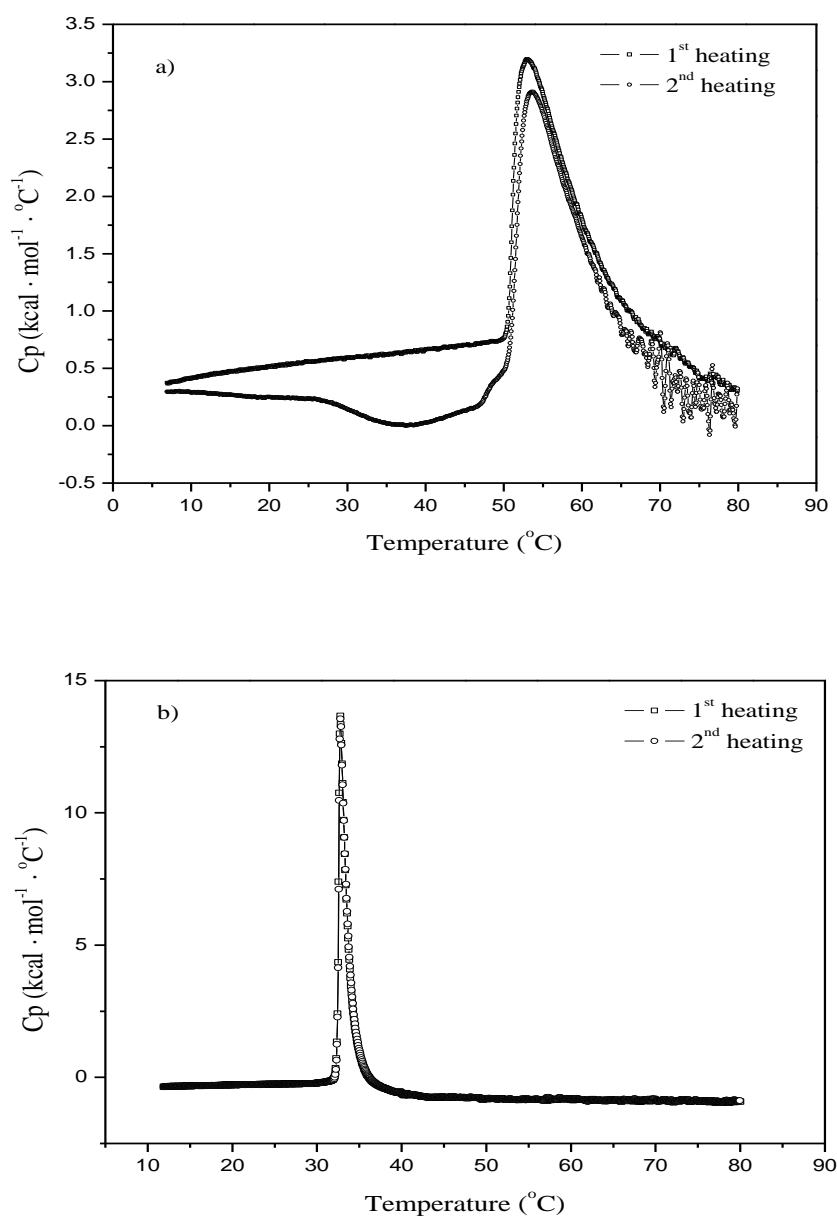 a)
1st heating
2nd heating
3.5
3.0
2.5
2.0
1.5
1.0
0.5
0.0
-0.5
Cp (kcal · mol-1 · oC-1)
0 10 20 30 40 50 60 70 80 90
Temperature (oC)
b)
1st heating
2nd heating
15
10
5
0
Cp (kcal · mol-1 · oC-1)
10 20 30 40 50 60 70 80 90
Temperature (oC)